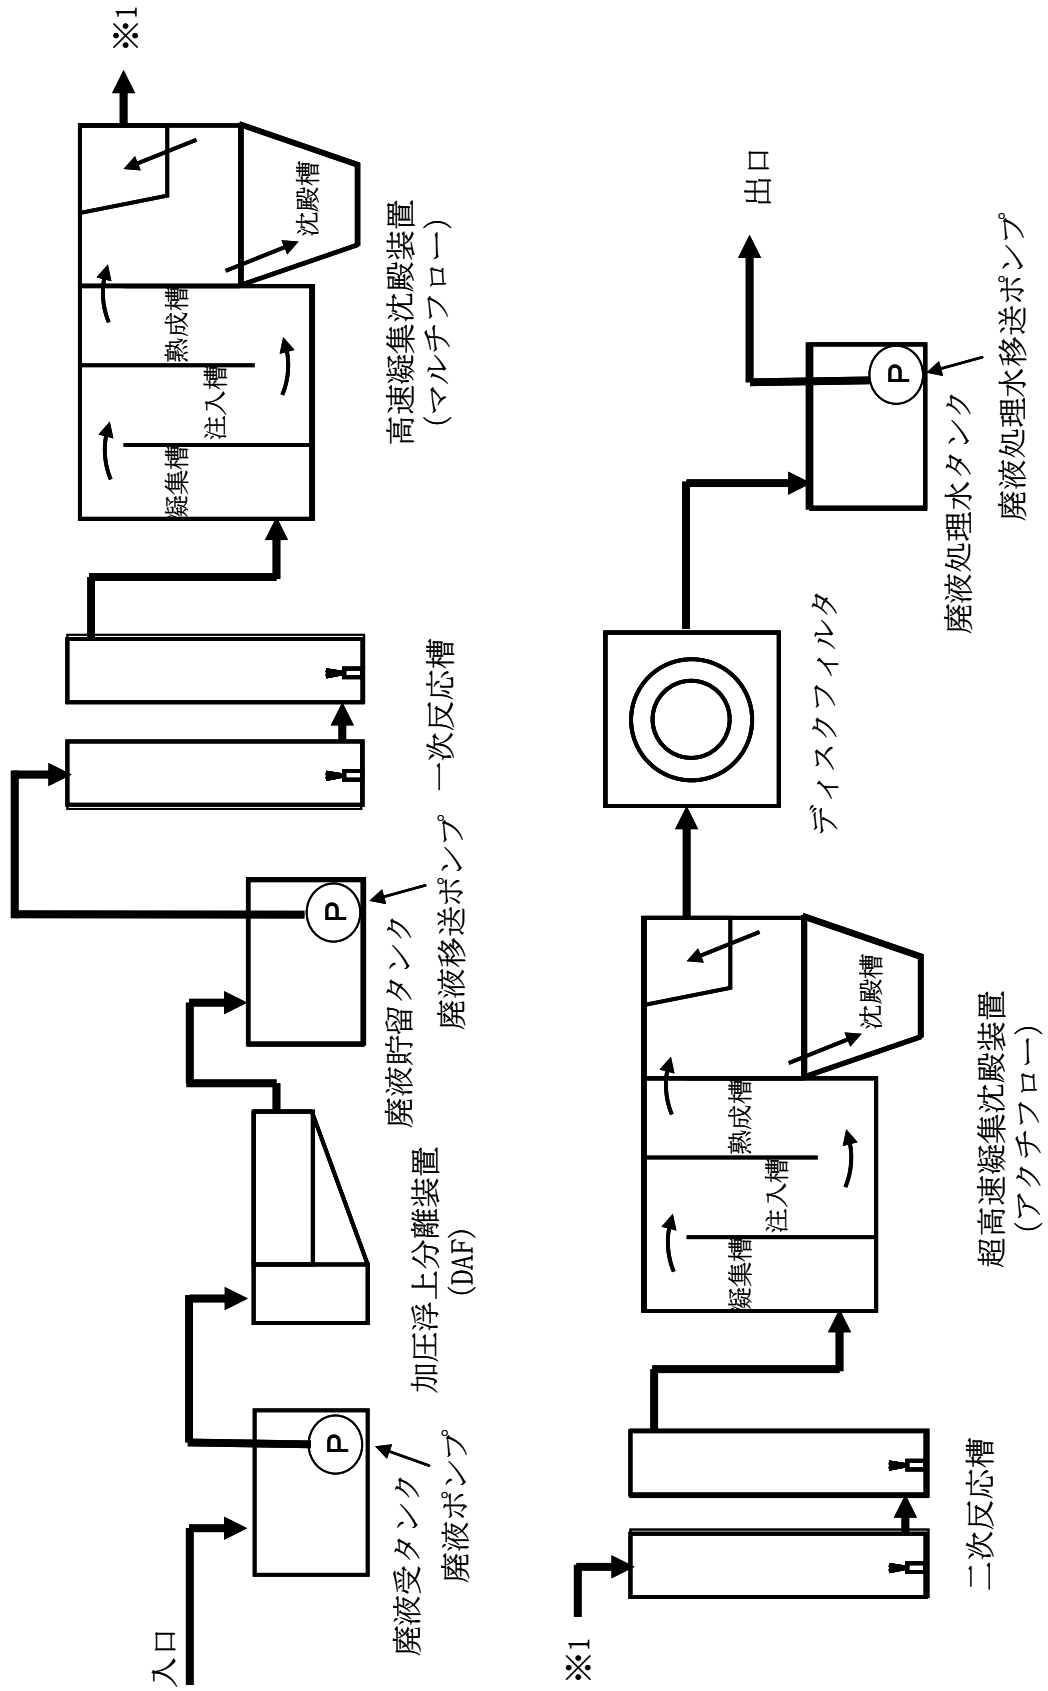 入口
廃液受タンク
P
廃液ポンプ
加圧浮上分離装置
(DAF)
廃液貯留タンク
P
廃液移送ポンプ
一次反応槽
凝集槽
注入槽
熟成槽
沈殿槽
高速凝集沈殿装置
(マルチフロー)
※1
※1
二次反応槽
凝集槽
注入槽
熟成槽
沈殿槽
超高速凝集沈殿装置
(アクチフロー)
ディスクフィルタ
廃液処理水タンク
P
廃液処理水移送ポンプ
出口